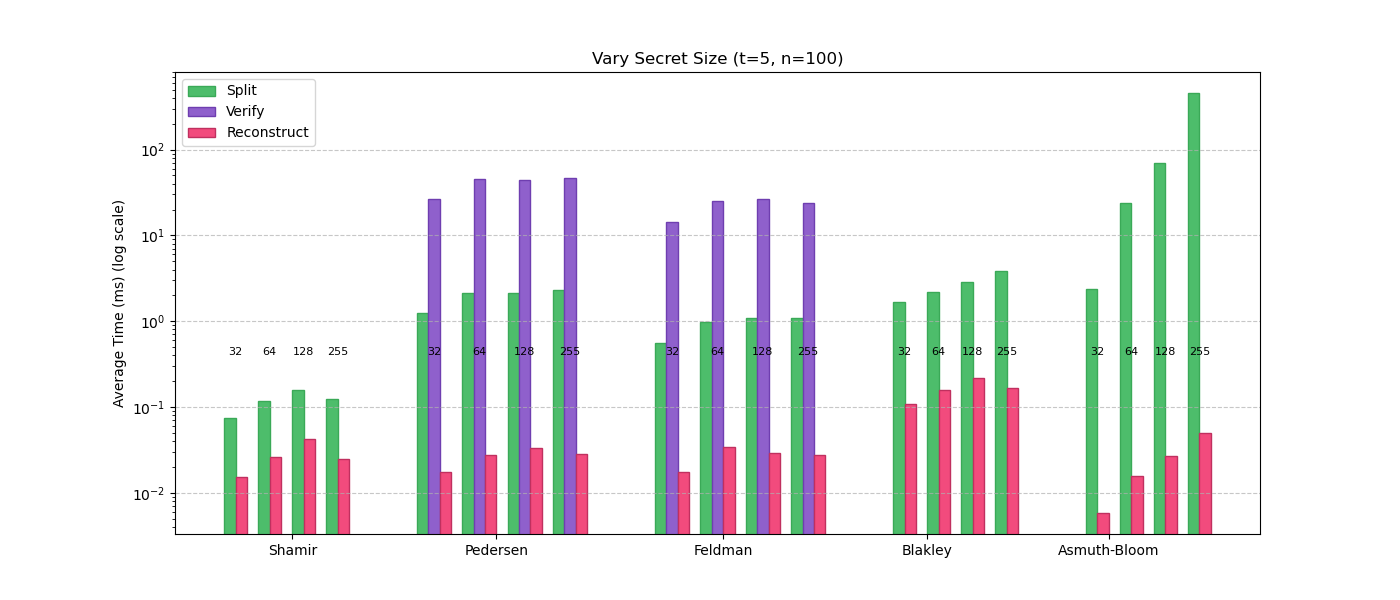 Vary Secret Size (t=5, n=100)
Split
Verify
Reconstruct
Average Time (ms) (log scale)
10²
10¹
10⁰
10⁻¹
10⁻²
32 64 128 255 32 64 128 255 32 64 128 255 32 64 128 255 32 64 128 255
Shamir Pedersen Feldman Blakley Asmuth-Bloom